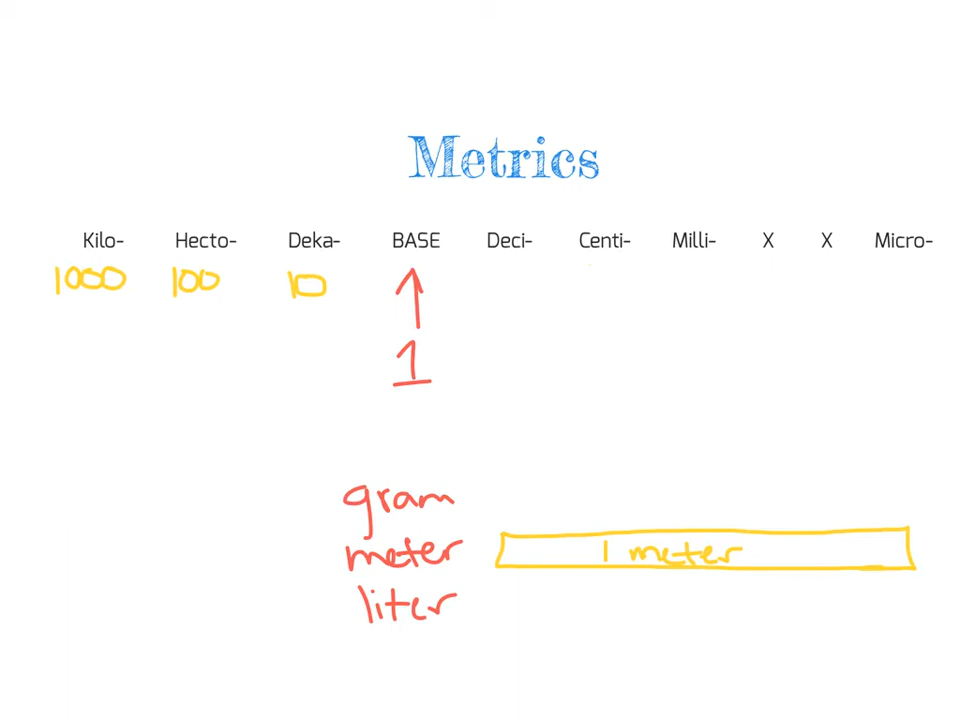 Metrics
Kilo- Hecto- Deka- BASE Deci- Centi- Milli- X X Micro-
1000 100 10
1
gram
meter 1 meter
liter